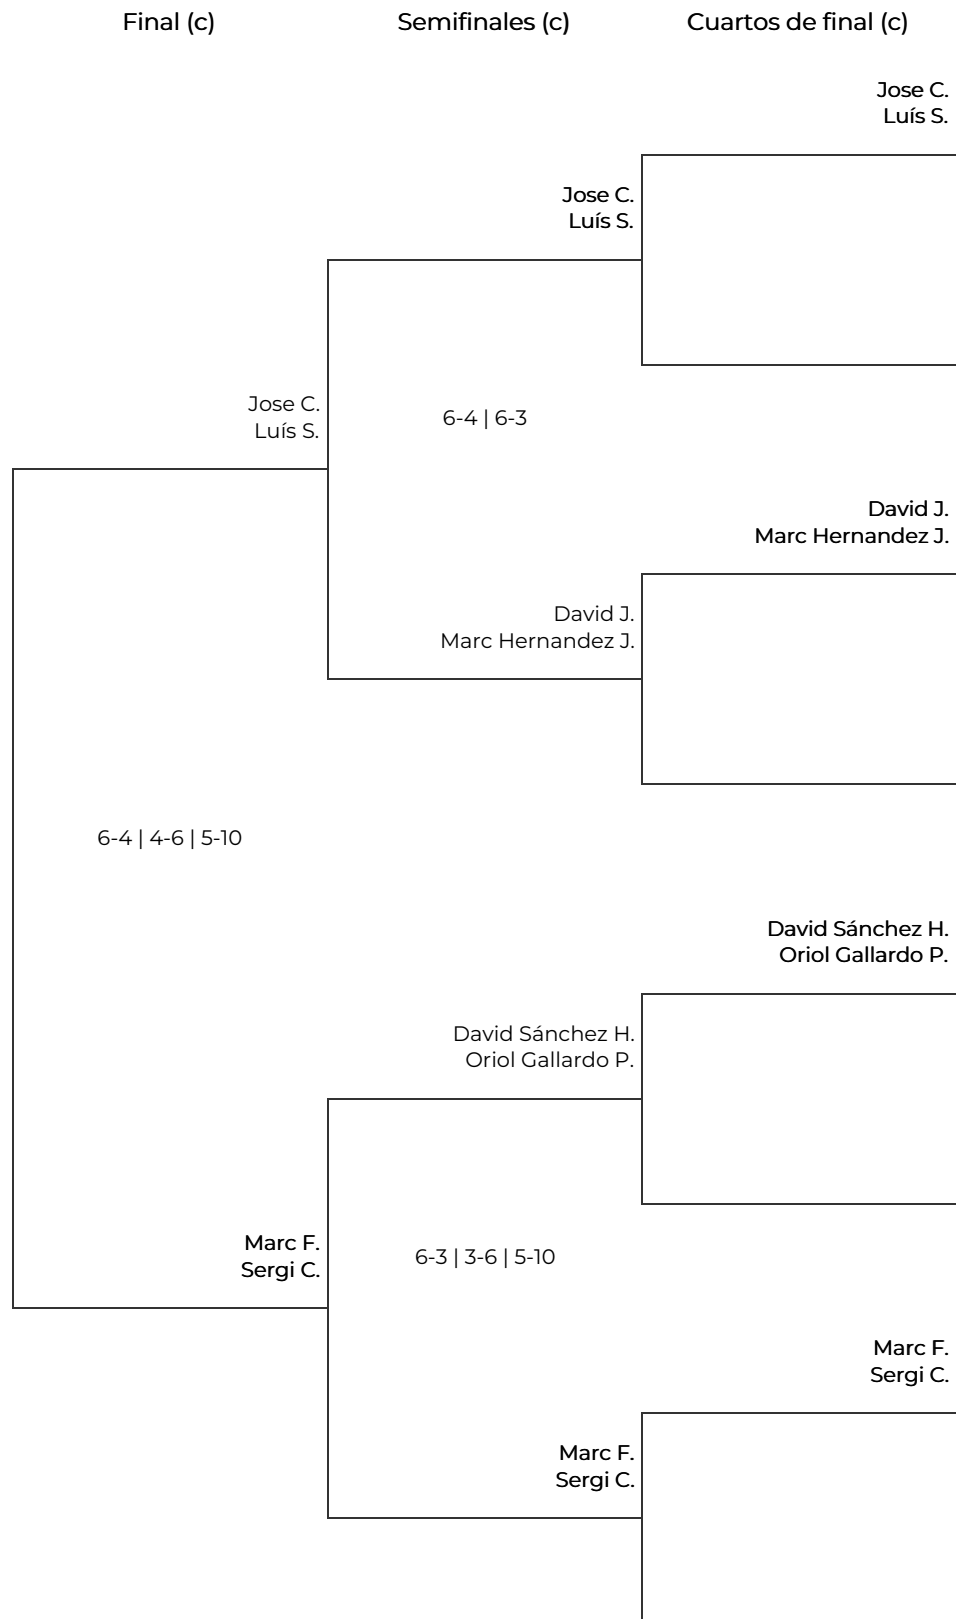 Final (c)
Semifinales (c)
Cuartos de final (c)
Jose C.
Luís S.
Jose C.
Luís S.
Jose C.
Luís S.
6-4 | 6-3
David J.
Marc Hernandez J.
David J.
Marc Hernandez J.
6-4 | 4-6 | 5-10
David Sánchez H.
Oriol Gallardo P.
David Sánchez H.
Oriol Gallardo P.
Marc F.
Sergi C.
6-3 | 3-6 | 5-10
Marc F.
Sergi C.
Marc F.
Sergi C.